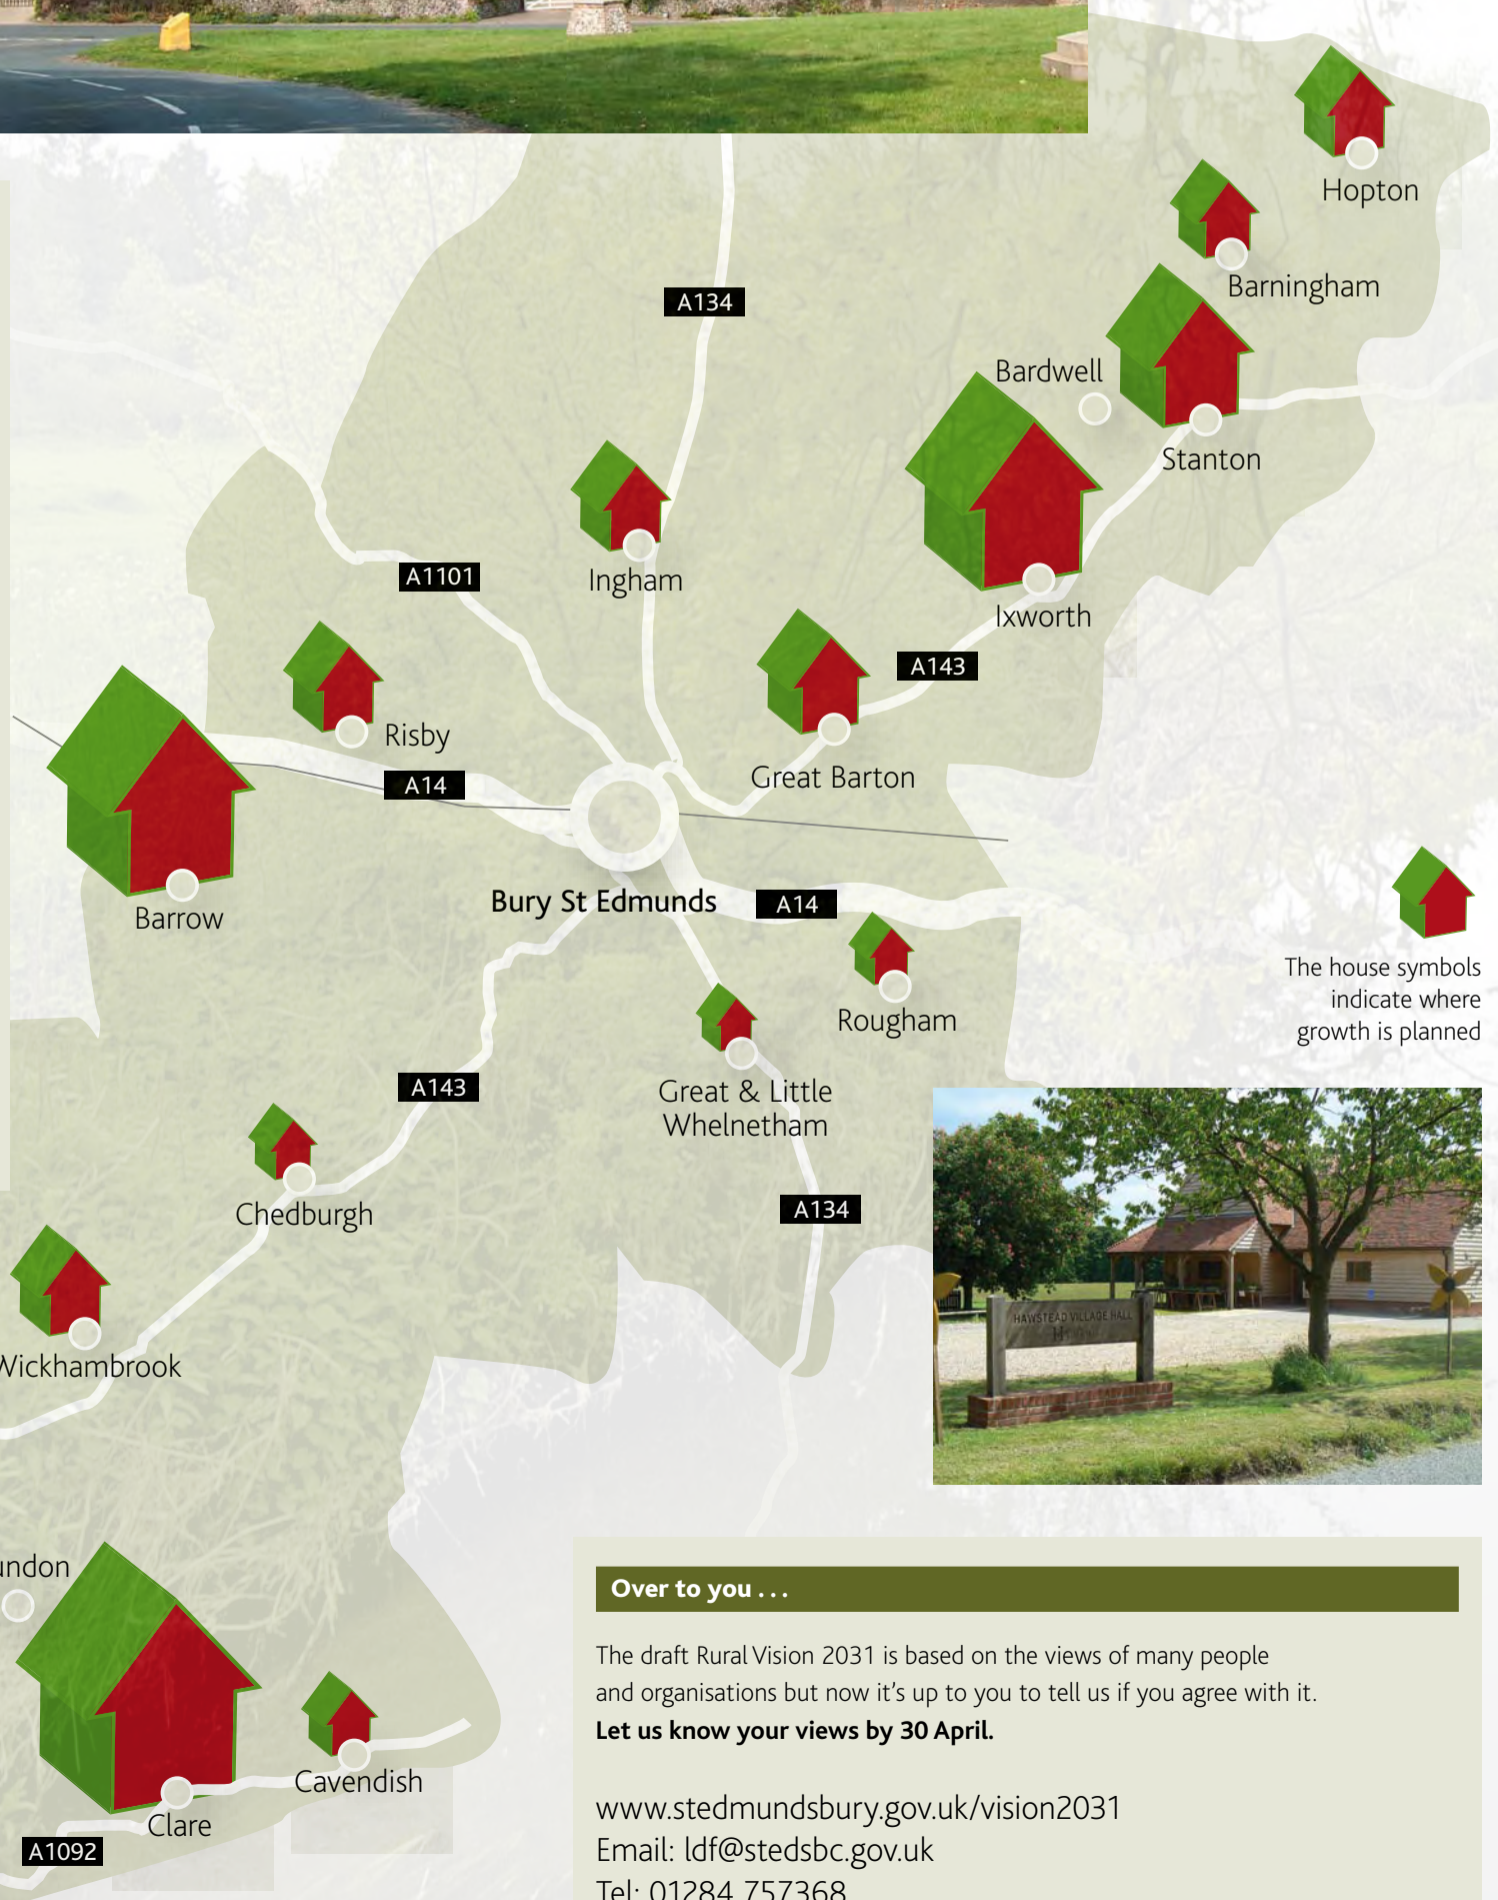 Hopton
Barningham
A134
Bardwell
Stanton
A1101
Ingham
Ixworth
A143
Risby
Great Barton
A14
Bury St Edmunds
A14
Barrow
The house symbols
indicate where
growth is planned
Rougham
A143
Great & Little
Whelnetham
Chedburgh
A134
HAWSTEAD VILLAGE HALL
Wickhambrook
undon
Over to you . . .
The draft Rural Vision 2031 is based on the views of many people
and organisations but now it's up to you to tell us if you agree with it.
Let us know your views by 30 April.
Cavendish
Clare
A1092
www.stedmundsbury.gov.uk/vision2031
Email: ldf@stedsbc.gov.uk
Tel: 01284 757368